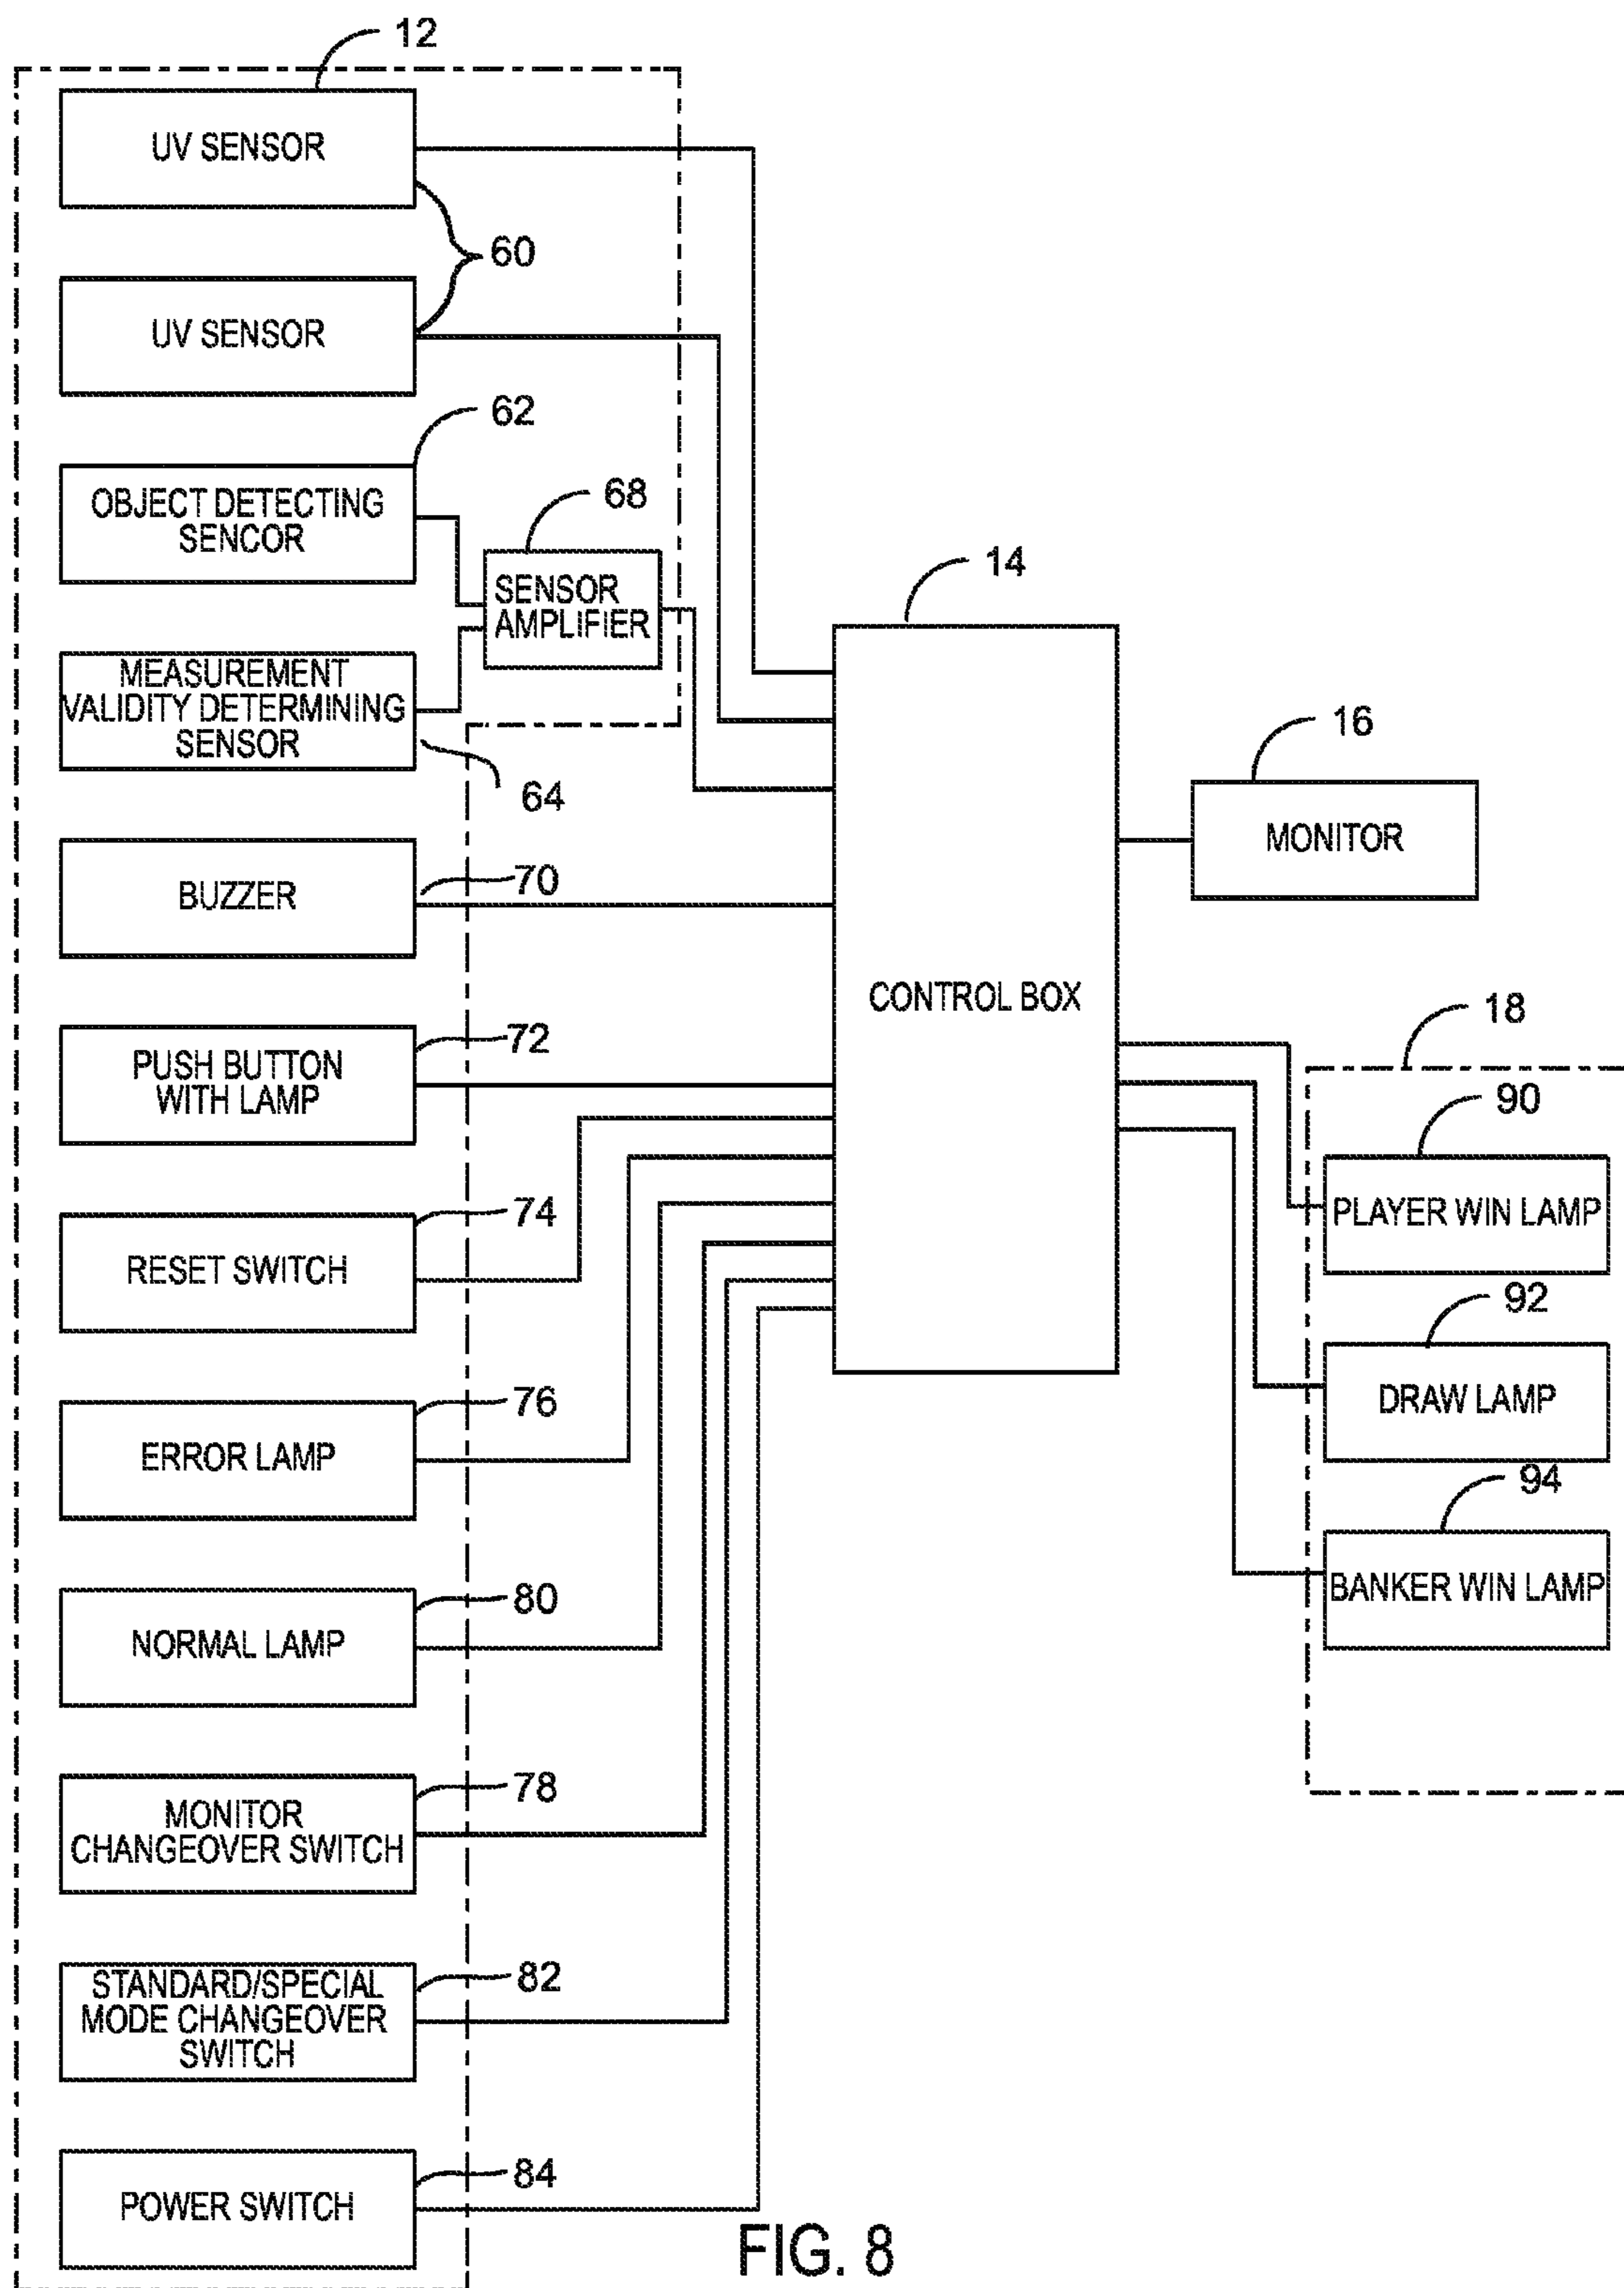 12
UV SENSOR
60
UV SENSOR
62
OBJECT DETECTING
SENCOR
68
SENSOR
AMPLIFIER
MEASUREMENT
VALIDITY DETERMINING
SENSOR
64
BUZZER
70
PUSH BUTTON
WITH LAMP
72
RESET SWITCH
74
ERROR LAMP
76
NORMAL LAMP
80
MONITOR
CHANGEOVER SWITCH
78
STANDARD/SPECIAL
MODE CHANGEOVER
SWITCH
82
POWER SWITCH
84
14
CONTROL BOX
16
MONITOR
18
90
PLAYER WIN LAMP
92
DRAW LAMP
94
BANKER WIN LAMP
FIG. 8